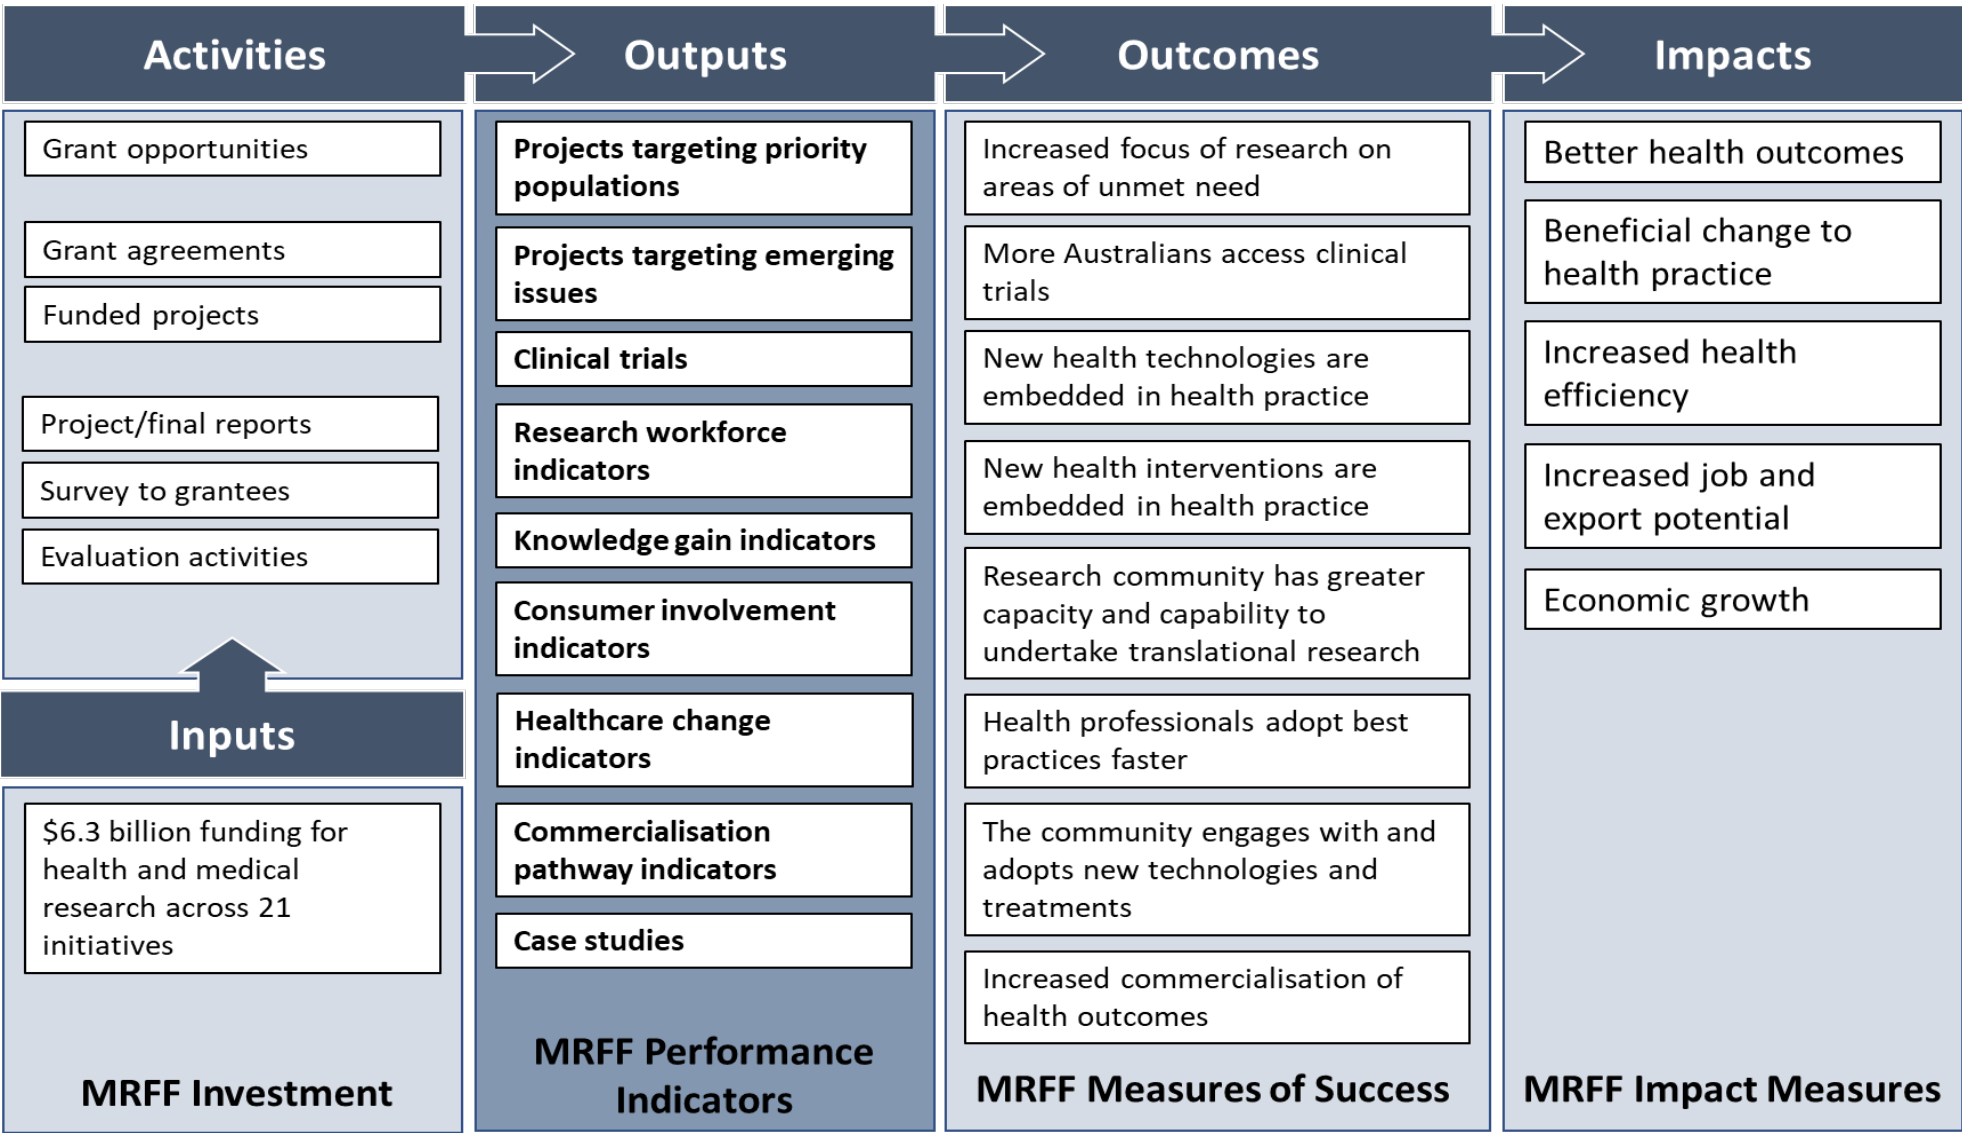 Activities
Grant opportunities
Grant agreements
Funded projects
Project/final reports
Survey to grantees
Evaluation activities
Inputs
$6.3 billion funding for
health and medical
research across 21
initiatives
MRFF Investment
Outputs
Projects targeting priority
populations
Projects targeting emerging
issues
Clinical trials
Research workforce
indicators
Knowledge gain indicators
Consumer involvement
indicators
Healthcare change
indicators
Commercialisation
pathway indicators
Case studies
MRFF Performance
Indicators
Outcomes
Increased focus of research on
areas of unmet need
More Australians access clinical
trials
New health technologies are
embedded in health practice
New health interventions are
embedded in health practice
Research community has greater
capacity and capability to
undertake translational research
Health professionals adopt best
practices faster
The community engages with and
adopts new technologies and
treatments
Increased commercialisation of
health outcomes
MRFF Measures of Success
Impacts
Better health outcomes
Beneficial change to
health practice
Increased health
efficiency
Increased job and
export potential
Economic growth
MRFF Impact Measures